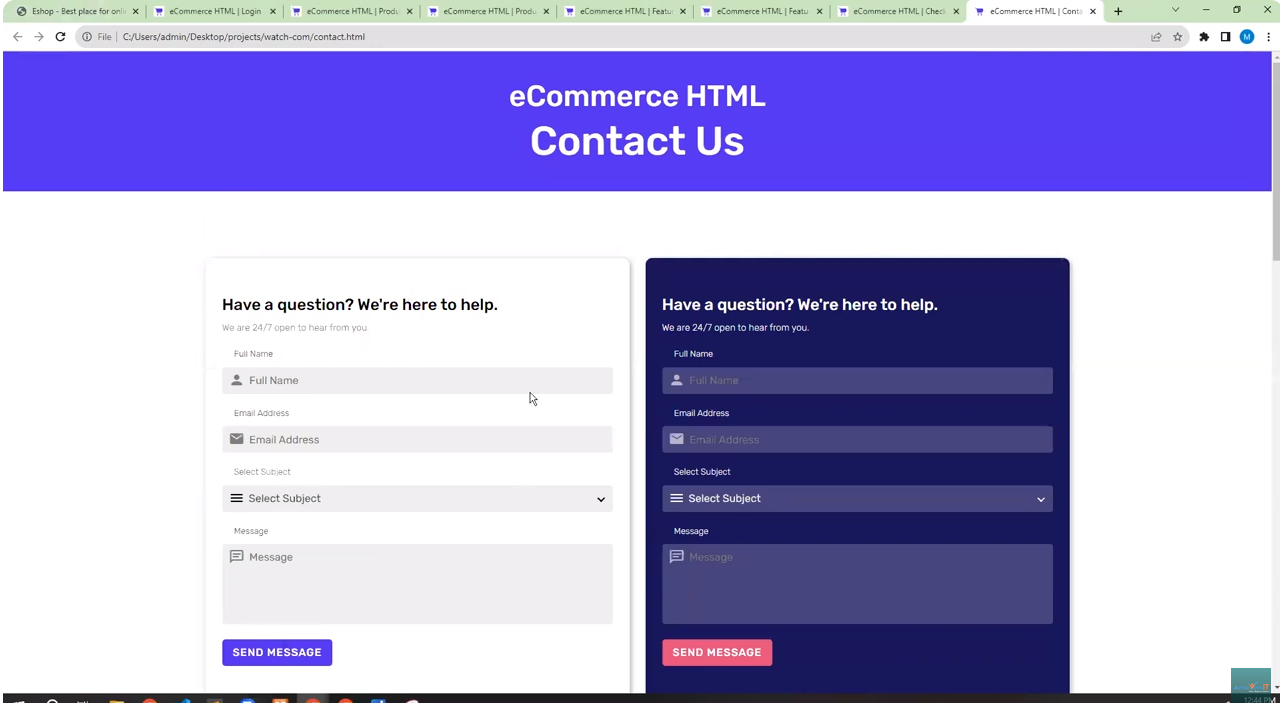 Eshop - Best place for onlin
eCommerce HTML | Login
eCommerce HTML | Produ
eCommerce HTML | Produ
eCommerce HTML | Featur
eCommerce HTML | Featu
eCommerce HTML | Check
eCommerce HTML | Conta
File C:/Users/admin/Desktop/projects/watch-com/contact.html
M
eCommerce HTML
Contact Us
Have a question? We're here to help.
We are 24/7 open to hear from you.
Full Name
Full Name
Email Address
Email Address
Select Subject
Select Subject
Message
Message
SEND MESSAGE
Have a question? We're here to help.
We are 24/7 open to hear from you.
Full Name
Full Name
Email Address
Email Address
Select Subject
Select Subject
Message
Message
SEND MESSAGE
12:44 PM